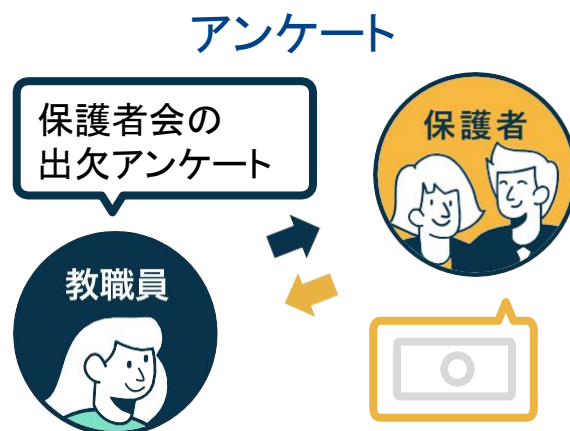 アンケート
保護者会の
出欠アンケート
保護者
教職員